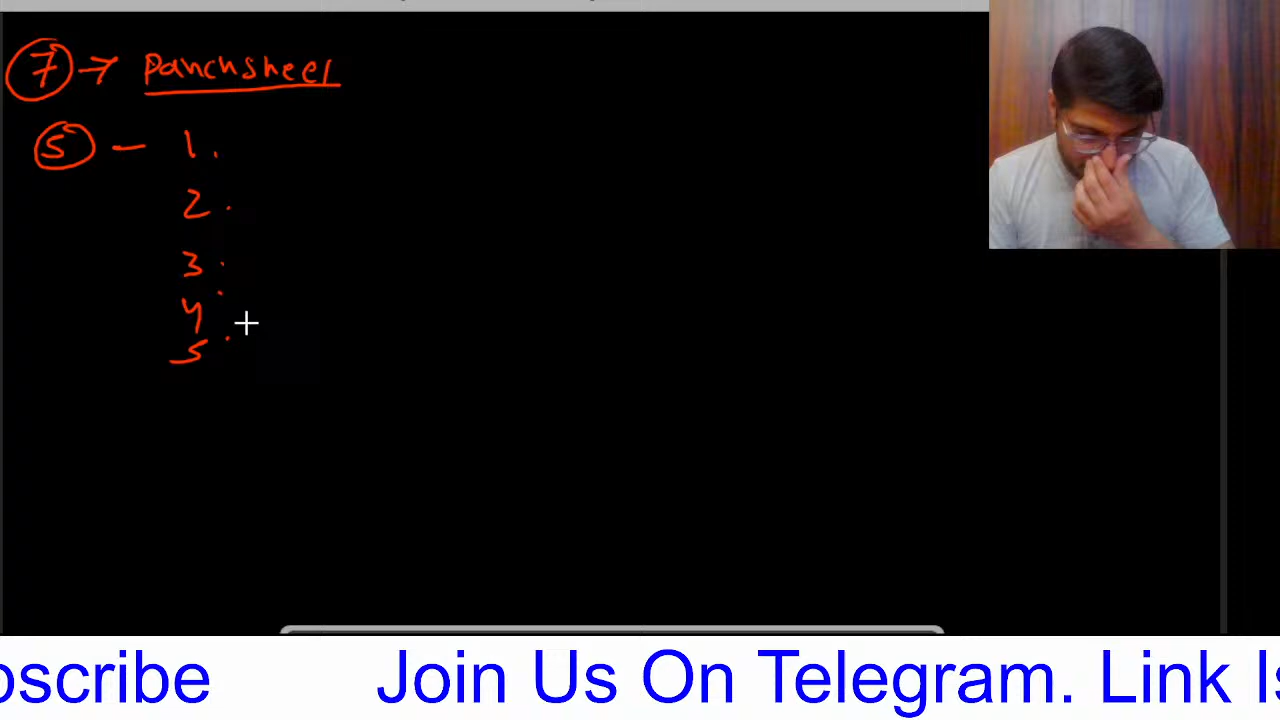 7 → Panchsheel
5 - 1.
2.
3.
4.
5.
oscribe Join Us On Telegram. Link Is